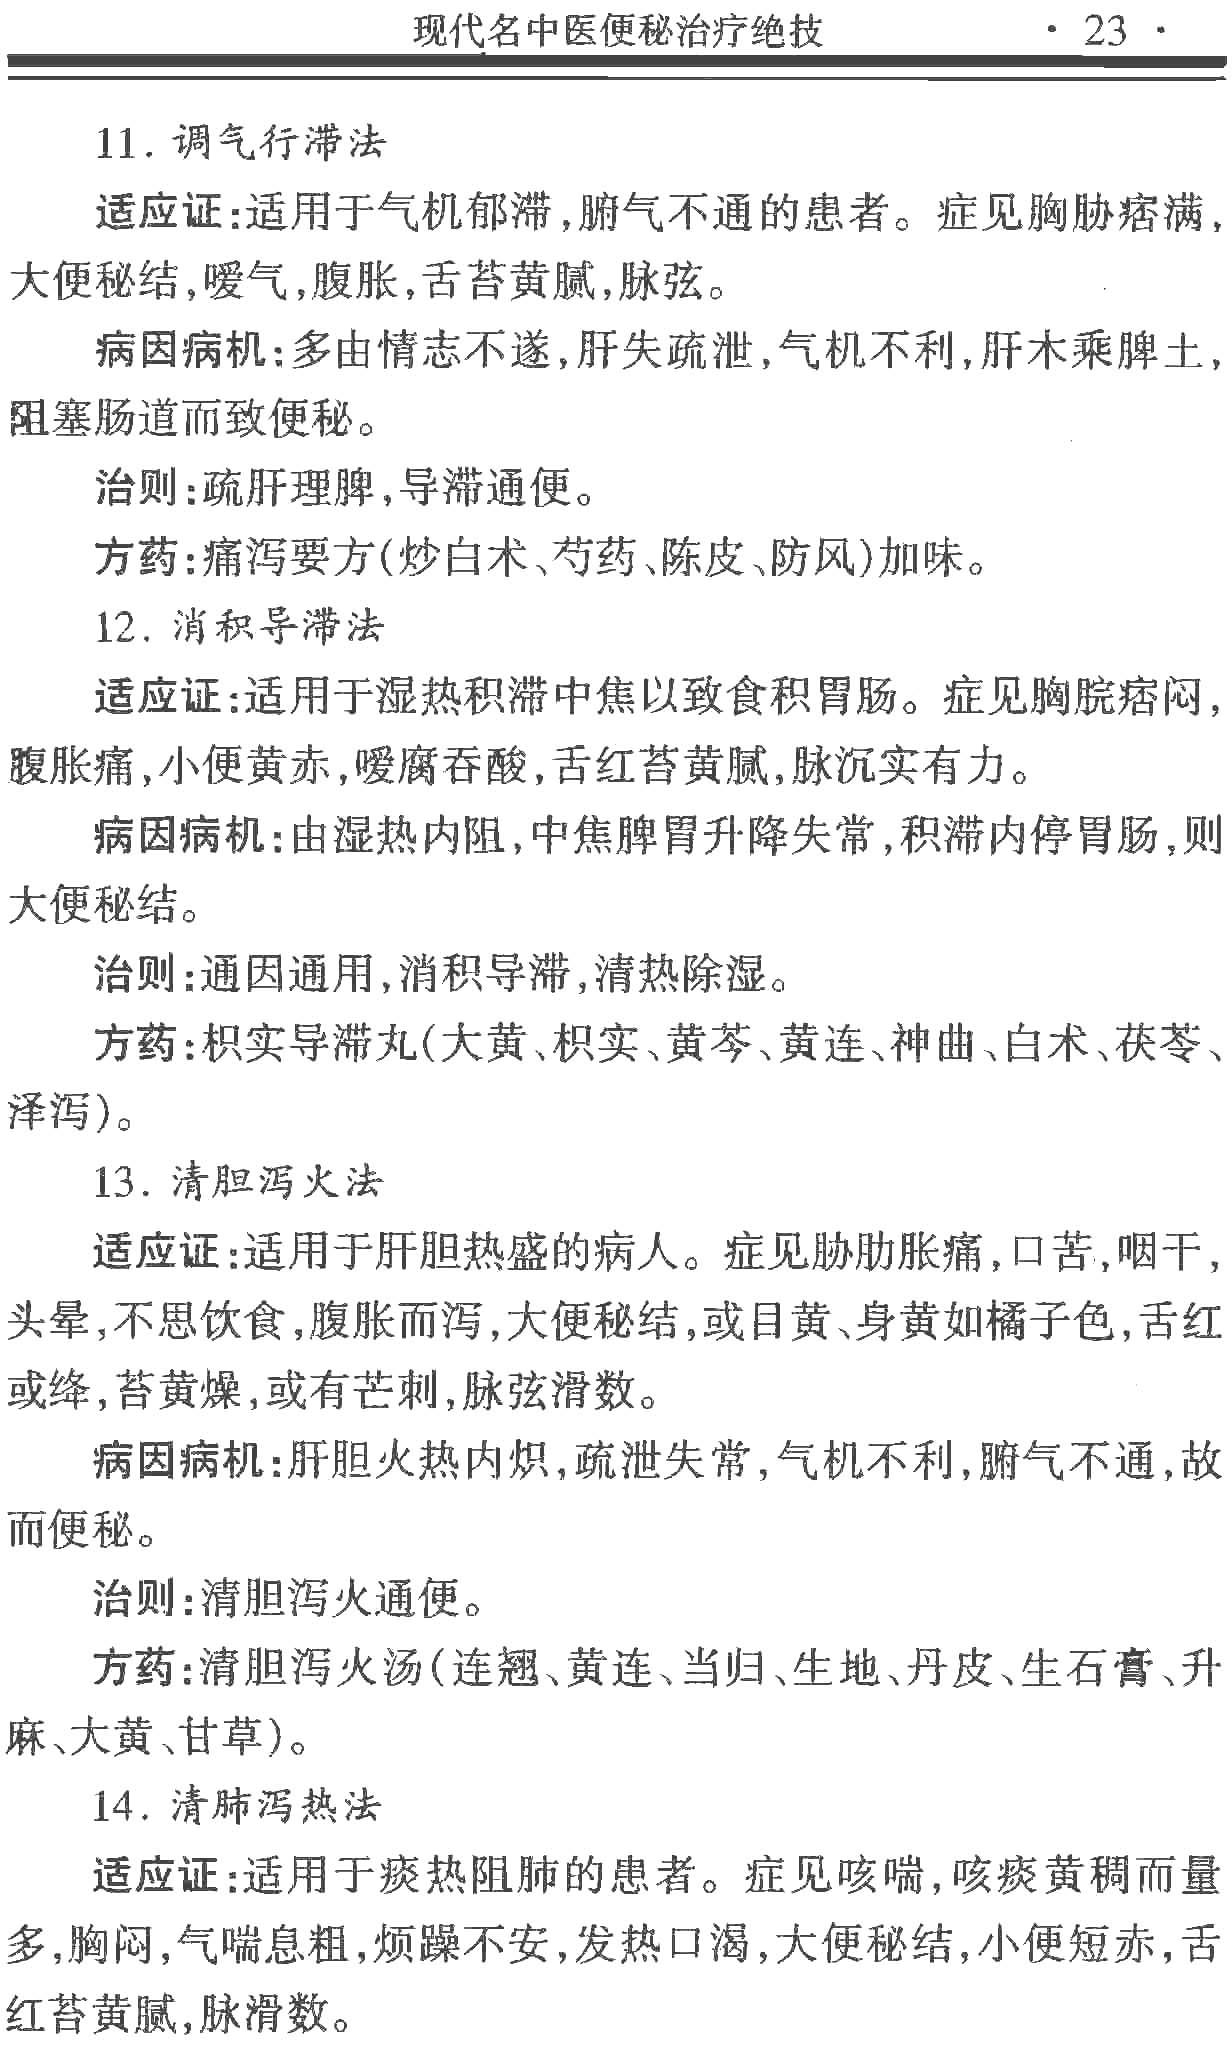 现代名中医便秘治疗绝技 · 23 ·
11. 调气行滞法
适应证:适用于气机郁滞,腑气不通的患者。症见胸胁痞满,
大便秘结,嗳气,腹胀,舌苔黄腻,脉弦。
病因病机:多由情志不遂,肝失疏泄,气机不利,肝木乘脾土,
阻塞肠道而致便秘。
治则:疏肝理脾,导滞通便。
方药:痛泻要方(炒白术、芍药、陈皮、防风)加味。
12. 消积导滞法
适应证:适用于湿热积滞中焦以致食积胃肠。症见胸脘痞闷,
腹胀痛,小便黄赤,嗳腐吞酸,舌红苔黄腻,脉沉实有力。
病因病机:由湿热内阻,中焦脾胃升降失常,积滞内停胃肠,则
大便秘结。
治则:通因通用,消积导滞,清热除湿。
方药:枳实导滞丸(大黄、枳实、黄芩、黄连、神曲、白术、茯苓、
泽泻)。
13. 清胆泻火法
适应证:适用于肝胆热盛的病人。症见胁肋胀痛,口苦,咽干,
头晕,不思饮食,腹胀而泻,大便秘结,或目黄、身黄如橘子色,舌红
或绛,苔黄燥,或有芒刺,脉弦滑数。
病因病机:肝胆火热内炽,疏泄失常,气机不利,腑气不通,故
而便秘。
治则:清胆泻火通便。
方药:清胆泻火汤(连翘、黄连、当归、生地、丹皮、生石膏、升
麻、大黄、甘草)。
14. 清肺泻热法
适应证:适用于痰热阻肺的患者。症见咳喘,咳痰黄稠而量
多,胸闷,气喘息粗,烦躁不安,发热口渴,大便秘结,小便短赤,舌
红苔黄腻,脉滑数。